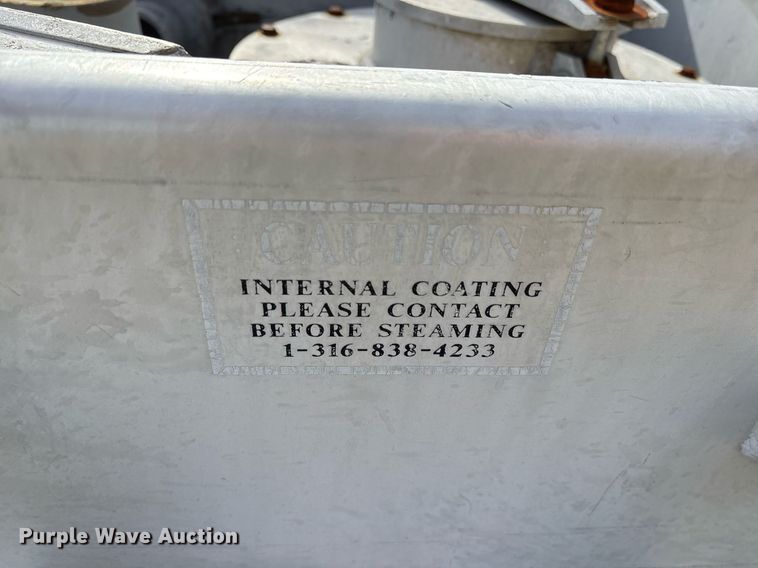 CAUTION
INTERNAL COATING
PLEASE CONTACT
BEFORE STEAMING
1-316-838-4233
Purple Wave Auction